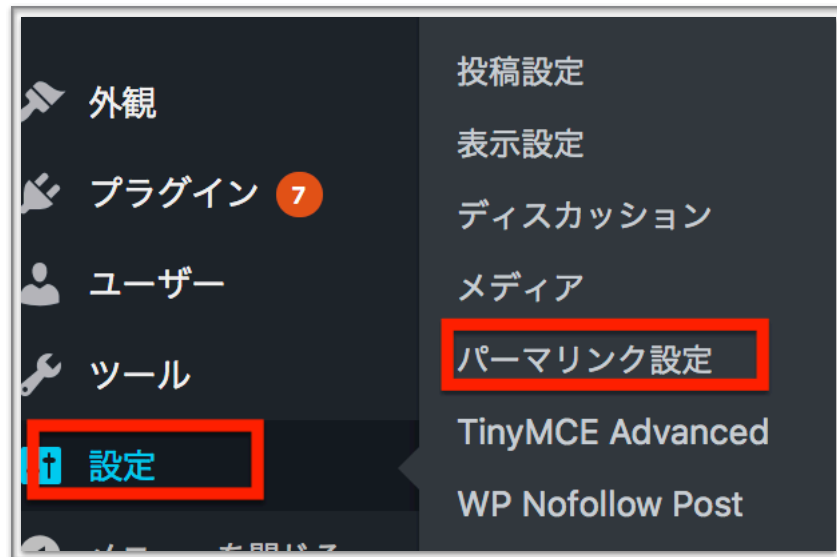 外観
プラグイン 7
ユーザー
ツール
設定
投稿設定
表示設定
ディスカッション
メディア
パーマリンク設定
TinyMCE Advanced
WP Nofollow Post